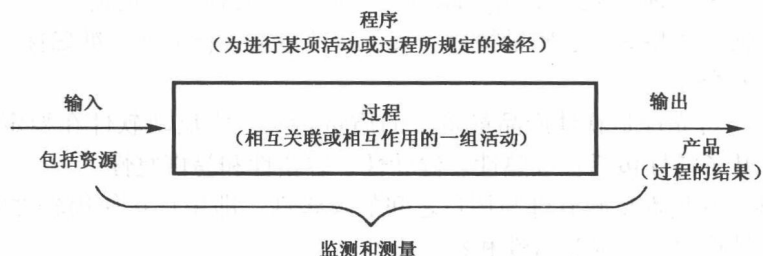 程序
（为进行某项活动或过程所规定的途径）
输入
过程
输出
（相互关联或相互作用的一组活动）
包括资源
产品
（过程的结果）
监测和测量